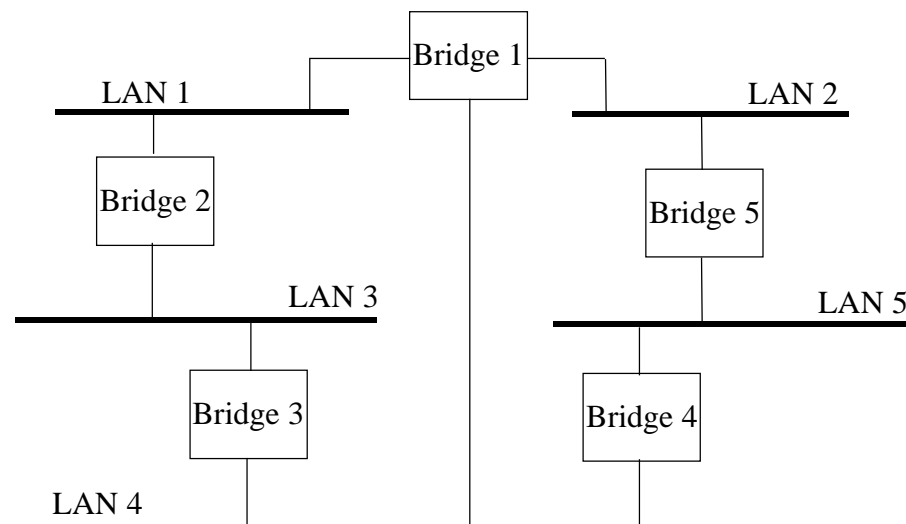 Bridge 1
LAN 1
LAN 2
Bridge 2
Bridge 5
LAN 3
LAN 5
Bridge 3
Bridge 4
LAN 4